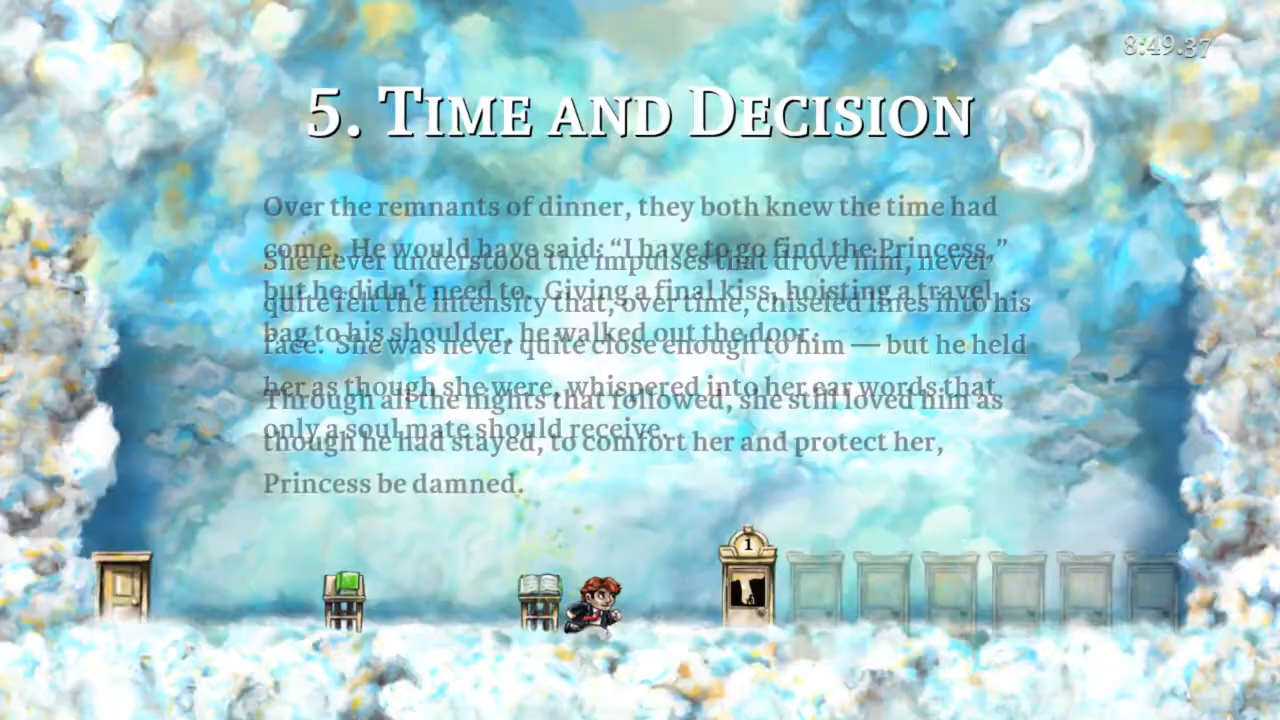 8:49.37
5. TIME AND DECISION
Over the remnants of dinner, they both knew the time had
come. He would have said: “I have to go find the Princess,”
but he didn't need to. Giving a final kiss, hoisting a travel
bag to his shoulder, he walked out the door.
Through all the nights that followed, she still loved him as
though he had stayed, to comfort her and protect her,
Princess be damned.
She never understood the impulses that drove him, never
quite felt the intensity that, over time, chiseled lines into his
face. She was never quite close enough to him — but he held
her as though she were, whispered into her ear words that
only a soul mate should receive.
1